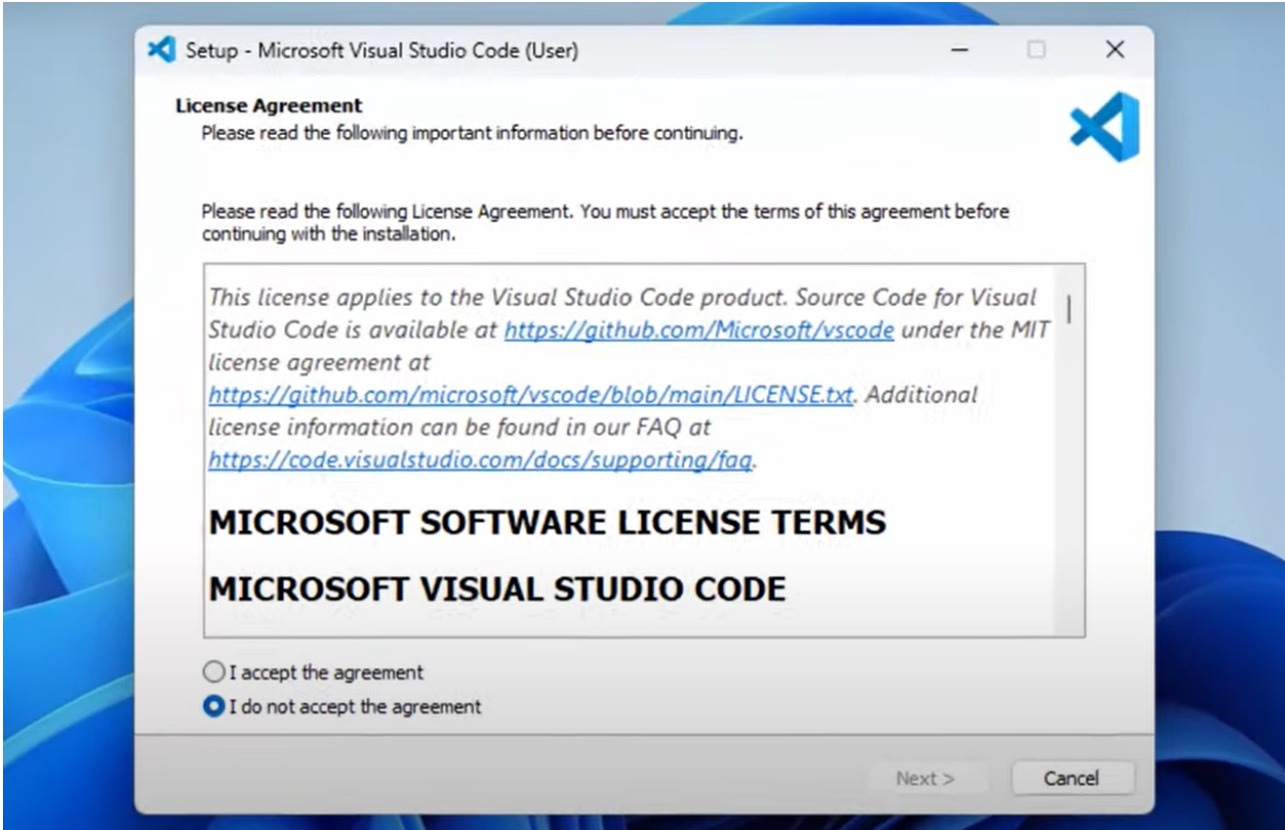 Setup - Microsoft Visual Studio Code (User)
License Agreement
Please read the following important information before continuing.
Please read the following License Agreement. You must accept the terms of this agreement before
continuing with the installation.
This license applies to the Visual Studio Code product. Source Code for Visual
Studio Code is available at https://github.com/Microsoft/vscode under the MIT
license agreement at
https://github.com/microsoft/vscode/blob/main/LICENSE.txt. Additional
license information can be found in our FAQ at
https://code.visualstudio.com/docs/supporting/faq.
MICROSOFT SOFTWARE LICENSE TERMS
MICROSOFT VISUAL STUDIO CODE
I accept the agreement
I do not accept the agreement
Next >
Cancel